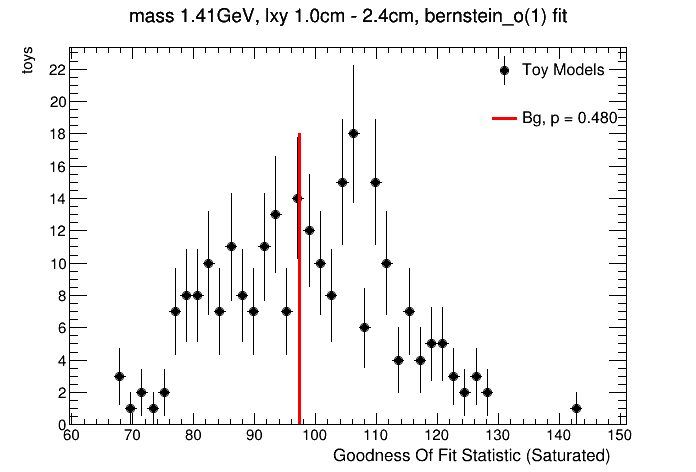 mass 1.41GeV, lxy 1.0cm - 2.4cm, bernstein_o(1) fit
toys
Toy Models
Bg, p = 0.480
22
20
18
16
14
12
10
8
6
4
2
0
60 70 80 90 100 110 120 130 140 150
Goodness Of Fit Statistic (Saturated)